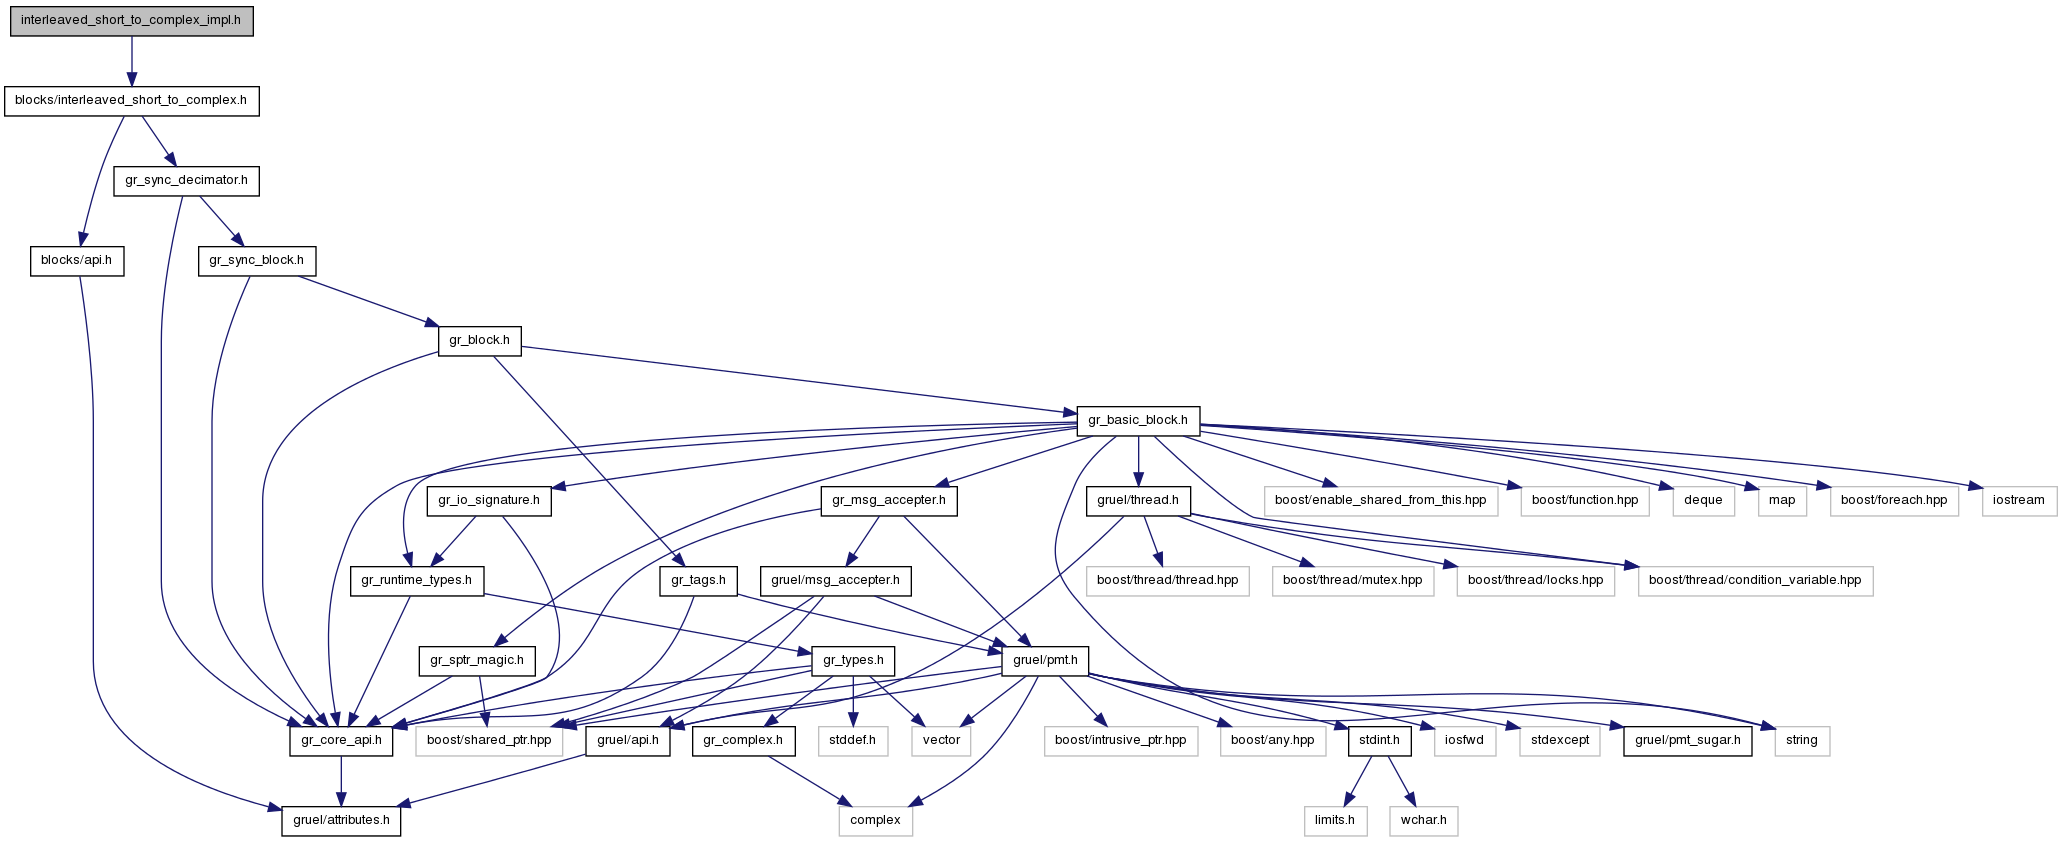 interleaved_short_to_complex_impl.h
blocks/interleaved_short_to_complex.h
gr_sync_decimator.h
blocks/api.h
gr_sync_block.h
gr_block.h
gr_basic_block.h
gr_io_signature.h
gr_msg_accepter.h
gruel/thread.h
boost/enable_shared_from_this.hpp
boost/function.hpp
deque
map
boost/foreach.hpp
iostream
gr_runtime_types.h
gr_tags.h
gruel/msg_accepter.h
boost/thread/thread.hpp
boost/thread/mutex.hpp
boost/thread/locks.hpp
boost/thread/condition_variable.hpp
gr_sptr_magic.h
gr_types.h
gruel/pmt.h
gr_core_api.h
boost/shared_ptr.hpp
gruel/api.h
gr_complex.h
stddef.h
vector
boost/intrusive_ptr.hpp
boost/any.hpp
stdint.h
iosfwd
stdexcept
gruel/pmt_sugar.h
string
gruel/attributes.h
complex
limits.h
wchar.h